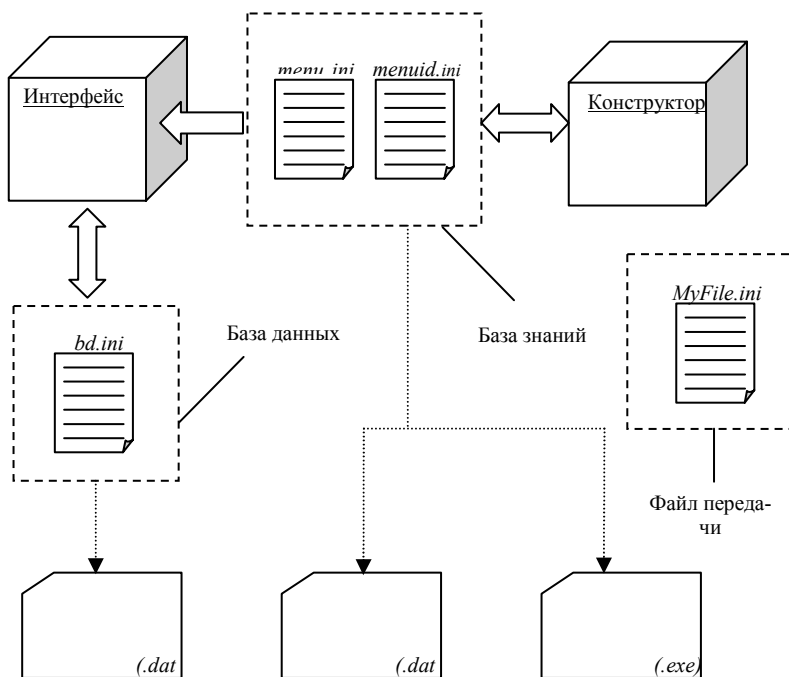 menu.ini menuid.ini
Интерфейс
Конструктор
MyFile.ini
База данных
База знаний
bd.ini
Файл переда-
чи
(.dat
(.dat
(.exe)